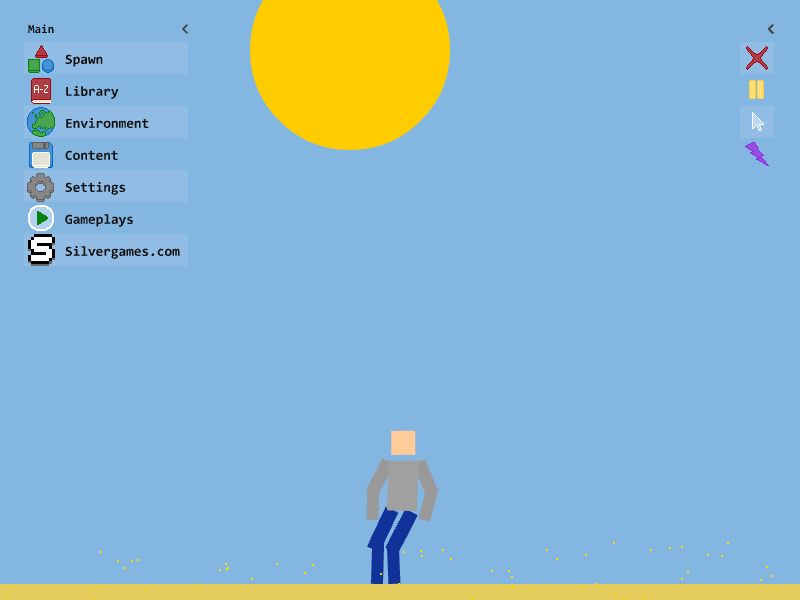 Main
Spawn
A-Z
Library
Environment
Content
Settings
Gameplays
S
Silvergames.com